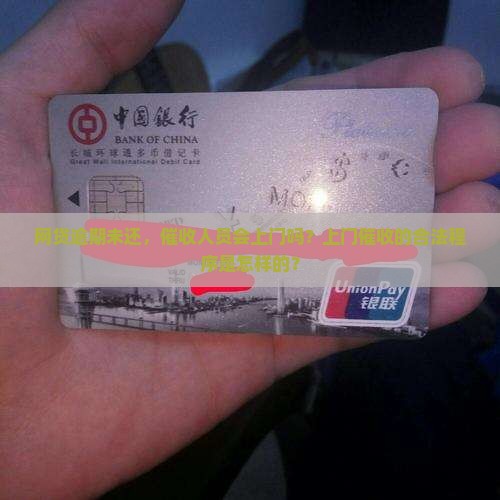 中国银行
BANK OF CHINA
长城环球通多币借记卡
Great Wall International Debit Card
网贷逾期未还，催收人员会上门吗？上门催收的合法程
序是怎样的？
VALID
THRU
UnionPay
银联